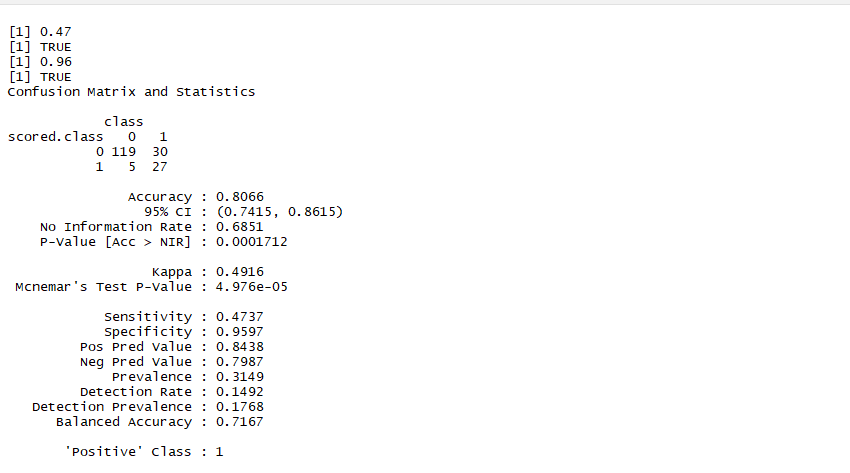 [1] 0.47
[1] TRUE
[1] 0.96
[1] TRUE
Confusion Matrix and Statistics
class
scored.class 0 1
0 119 30
1 5 27
Accuracy : 0.8066
95% CI : (0.7415, 0.8615)
No Information Rate : 0.6851
P-Value [Acc > NIR] : 0.0001712
Kappa : 0.4916
Mcnemar's Test P-Value : 4.976e-05
Sensitivity : 0.4737
Specificity : 0.9597
Pos Pred Value : 0.8438
Neg Pred Value : 0.7987
Prevalence : 0.3149
Detection Rate : 0.1492
Detection Prevalence : 0.1768
Balanced Accuracy : 0.7167
'Positive' Class : 1